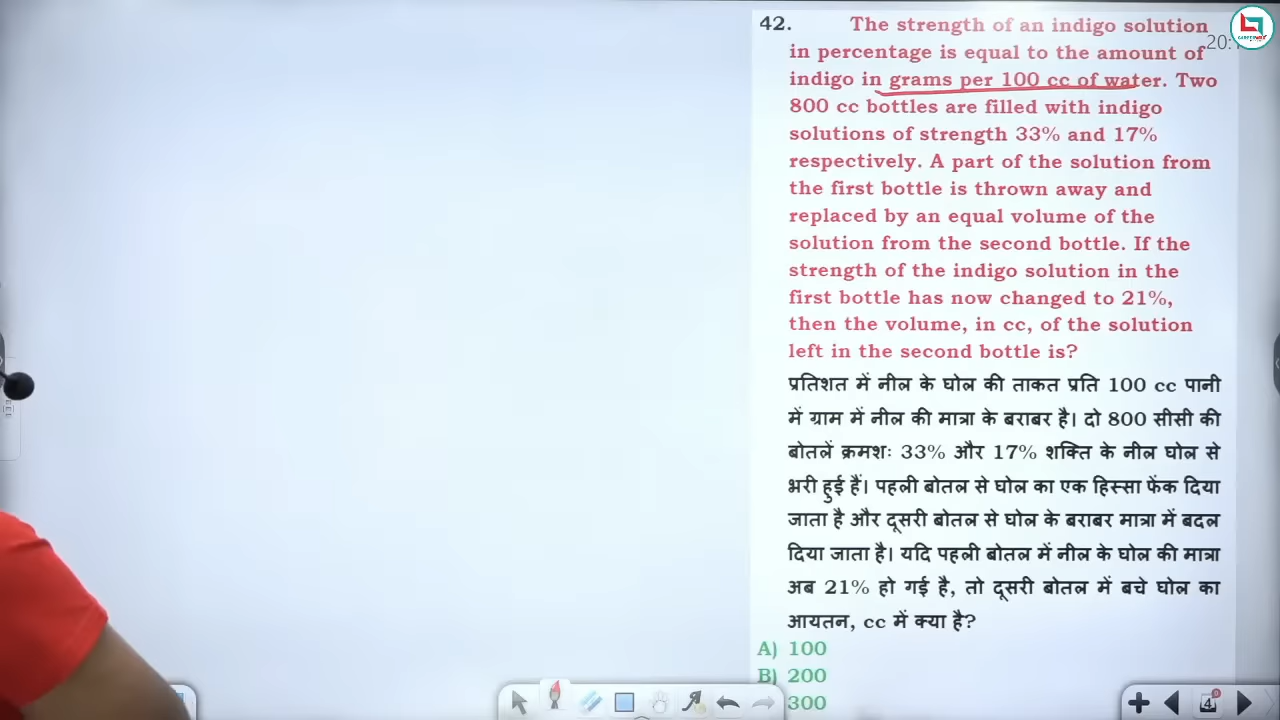 42. The strength of an indigo solution
in percentage is equal to the amount of
indigo in grams per 100 cc of water. Two
800 cc bottles are filled with indigo
solutions of strength 33% and 17%
respectively. A part of the solution from
the first bottle is thrown away and
replaced by an equal volume of the
solution from the second bottle. If the
strength of the indigo solution in the
first bottle has now changed to 21%,
then the volume, in cc, of the solution
left in the second bottle is?
प्रतिशत में नील के घोल की ताकत प्रति 100 cc पानी
में ग्राम में नील की मात्रा के बराबर है। दो 800 सीसी की
बोतलें क्रमशः 33% और 17% शक्ति के नील घोल से
भरी हुई हैं। पहली बोतल से घोल का एक हिस्सा फेंक दिया
जाता है और दूसरी बोतल से घोल के बराबर मात्रा में बदल
दिया जाता है। यदि पहली बोतल में नील के घोल की मात्रा
अब 21% हो गई है, तो दूसरी बोतल में बचे घोल का
आयतन, cc में क्या है?
A) 100
B) 200
300
4